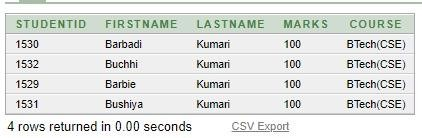 STUDENTID FIRSTNAME LASTNAME MARKS COURSE
1530 Barbadi Kumari 100 BTech(CSE)
1532 Buchhi Kumari 100 BTech(CSE)
1529 Barbie Kumari 100 BTech(CSE)
1531 Bushiya Kumari 100 BTech(CSE)
4 rows returned in 0.00 seconds CSV Export